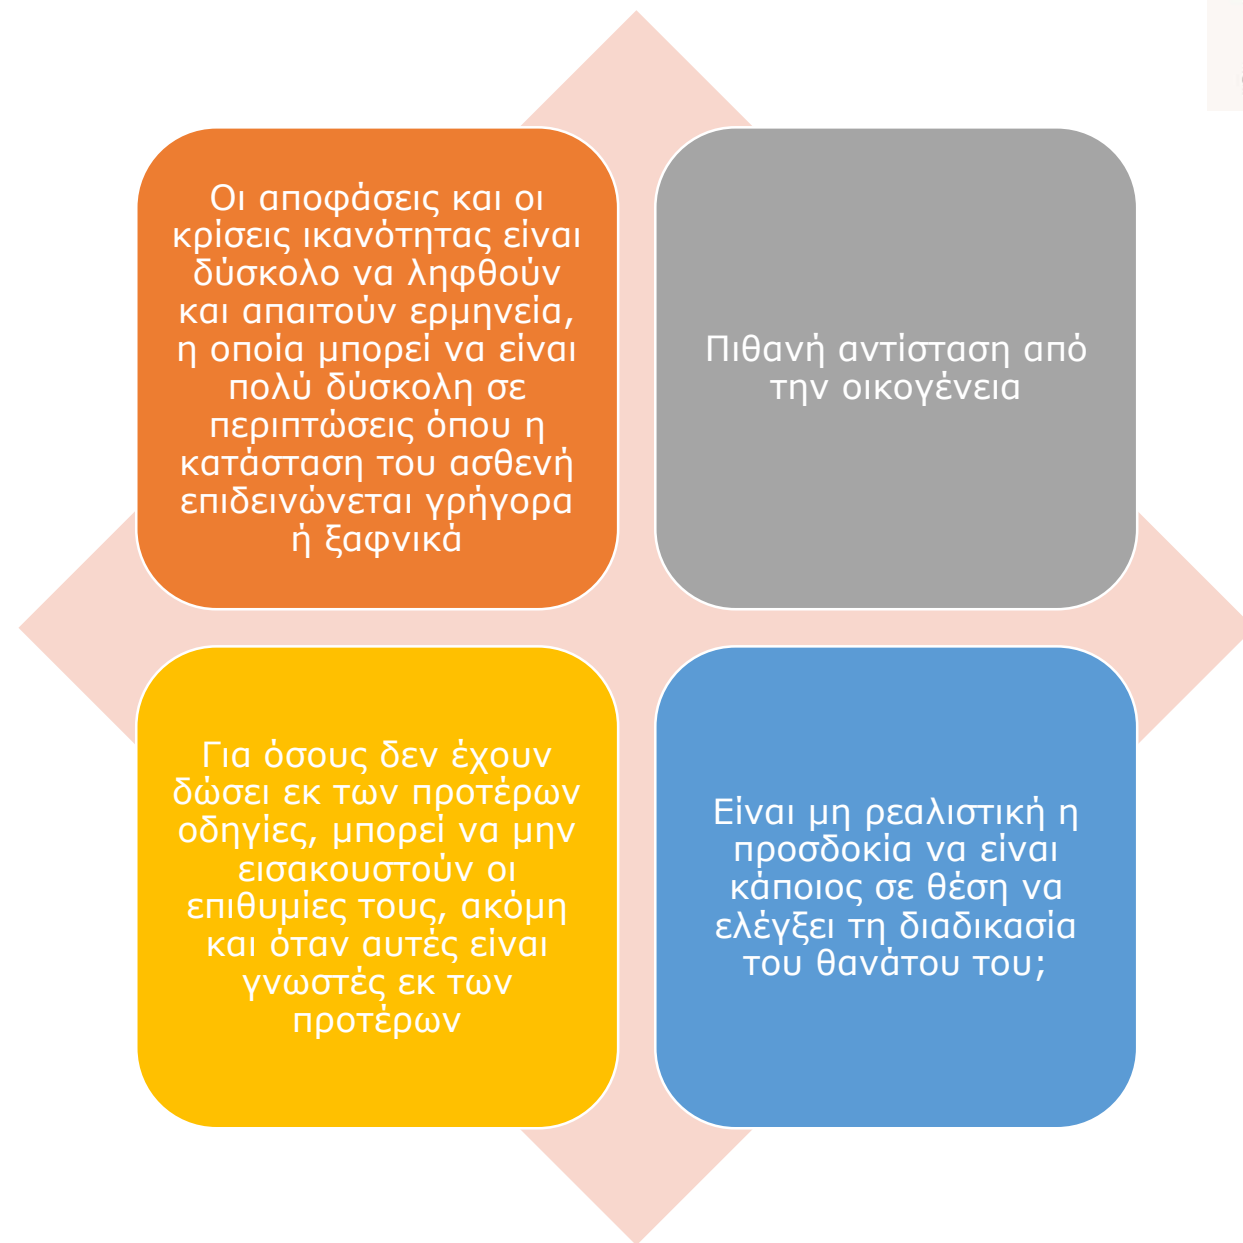 Οι αποφάσεις και οι
κρίσεις ικανότητας είναι
δύσκολο να ληφθούν
και απαιτούν ερμηνεία,
η οποία μπορεί να είναι
πολύ δύσκολη σε
περιπτώσεις όπου η
κατάσταση του ασθενή
επιδεινώνεται γρήγορα
ή ξαφνικά
Πιθανή αντίσταση από
την οικογένεια
Για όσους δεν έχουν
δώσει εκ των προτέρων
οδηγίες, μπορεί να μην
εισακουστούν οι
επιθυμίες τους, ακόμη
και όταν αυτές είναι
γνωστές εκ των
προτέρων
Είναι μη ρεαλιστική η
προσδοκία να είναι
κάποιος σε θέση να
ελέγξει τη διαδικασία
του θανάτου του;